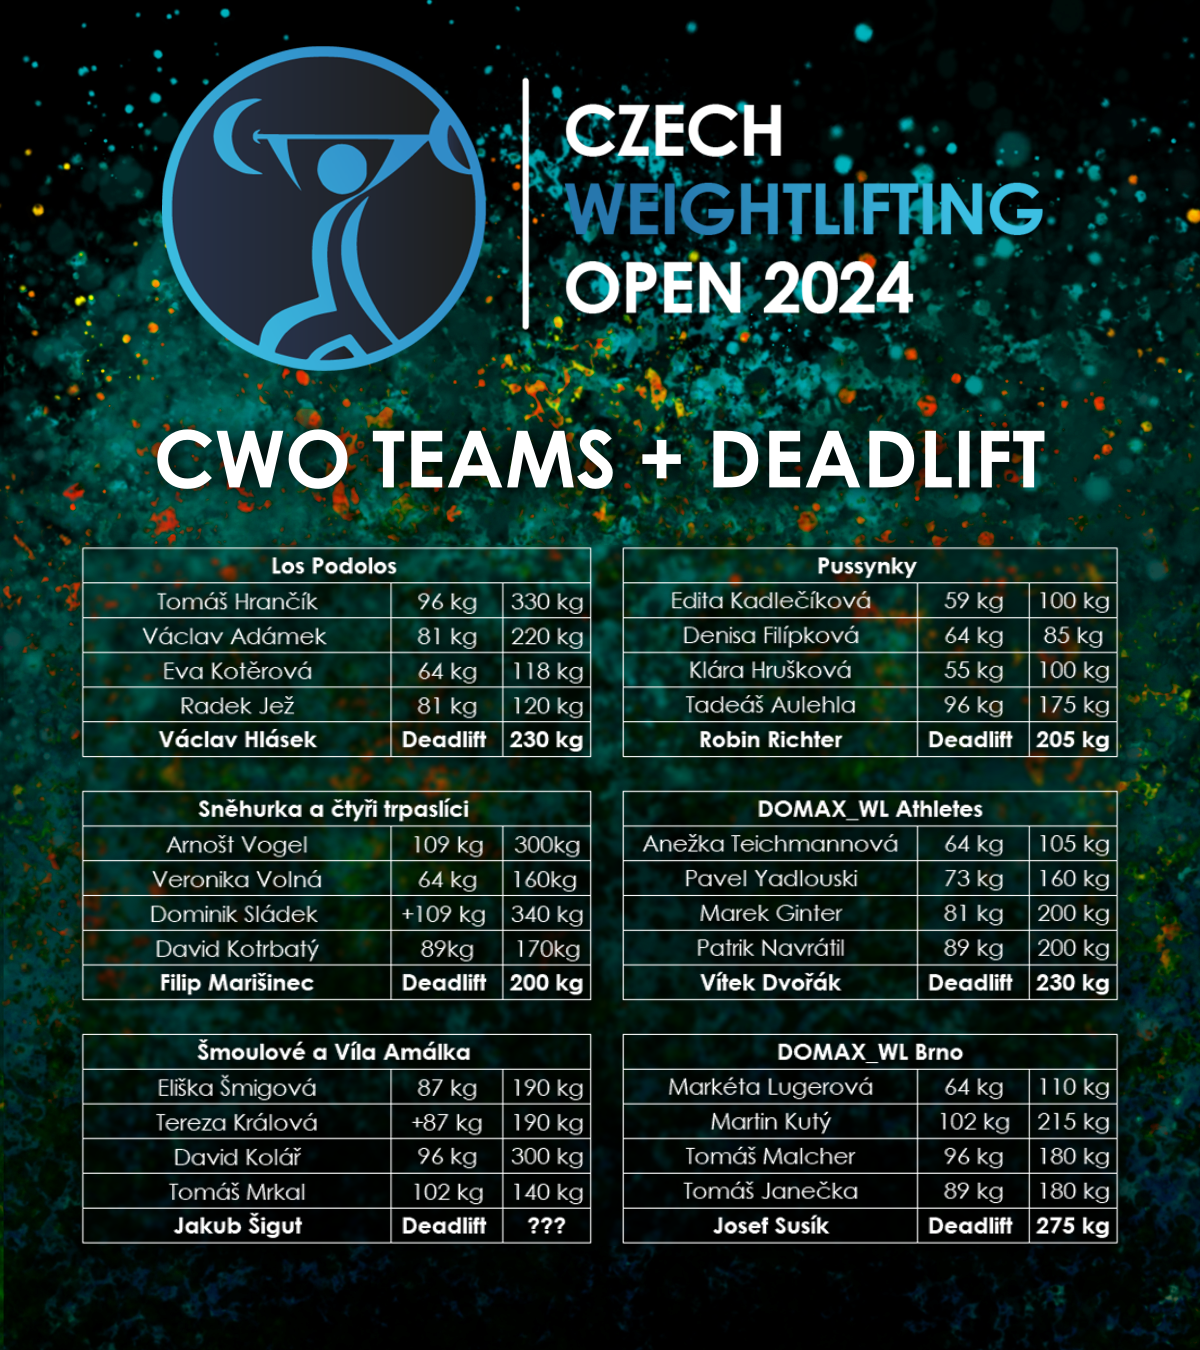 CZECH
WEIGHTLIFTING
OPEN 2024
CWO TEAMS + DEADLIFT
Los Podolos
Tomáš Hrančík 96 kg 330 kg
Václav Adámek 81 kg 220 kg
Eva Kotěrová 64 kg 118 kg
Radek Jež 81 kg 120 kg
Václav Hlásek Deadlift 230 kg
Pussynky
Edita Kadlečíková 59 kg 100 kg
Denisa Filípková 64 kg 85 kg
Klára Hrušková 55 kg 100 kg
Tadeáš Aulehla 96 kg 175 kg
Robin Richter Deadlift 205 kg
Sněhurka a čtyři trpaslíci
Arnošt Vogel 109 kg 300kg
Veronika Volná 64 kg 160kg
Dominik Sládek +109 kg 340 kg
David Kotrbatý 89kg 170kg
Filip Marišinec Deadlift 200 kg
DOMAX_WL Athletes
Anežka Teichmannová 64 kg 105 kg
Pavel Yadlouski 73 kg 160 kg
Marek Ginter 81 kg 200 kg
Patrik Navrátil 89 kg 200 kg
Vítek Dvořák Deadlift 230 kg
Šmoulové a Víla Amálka
Eliška Šmigová 87 kg 190 kg
Tereza Králová +87 kg 190 kg
David Kolář 96 kg 300 kg
Tomáš Mrkal 102 kg 140 kg
Jakub Šigut Deadlift ???
DOMAX_WL Brno
Markéta Lugerová 64 kg 110 kg
Martin Kutý 102 kg 215 kg
Tomáš Malcher 96 kg 180 kg
Tomáš Janečka 89 kg 180 kg
Josef Susík Deadlift 275 kg